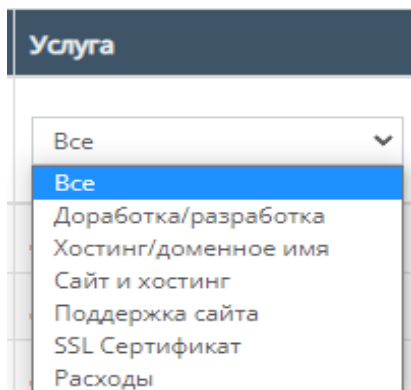 Услуга
Все
Все
Доработка/разработка
Хостинг/доменное имя
Сайт и хостинг
Поддержка сайта
SSL Сертификат
Расходы